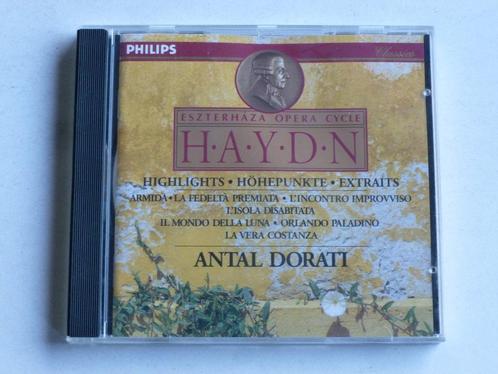 PHILIPS
Classics
ESZTERHÁZA OPERA CYCLE
H·A·Y·D·N
HIGHLIGHTS • HÖHEPUNKTE • EXTRAITS
ARMIDA • LA FEDELTÀ PREMIATA • L'INCONTRO IMPROVVISO
L'ISOLA DISABITATA
IL MONDO DELLA LUNA • ORLANDO PALADINO
LA VERA COSTANZA
ANTAL DORATI